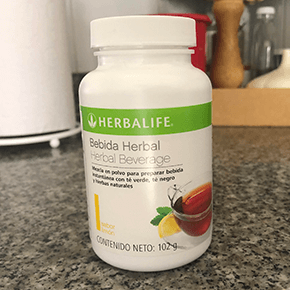 HERBALIFE
Bebida Herbal
Herbal Beverage
Mezcla en polvo para preparar bebida
instantánea con té verde, té negro
y hierbas naturales
CONTENIDO NETO: 102 g